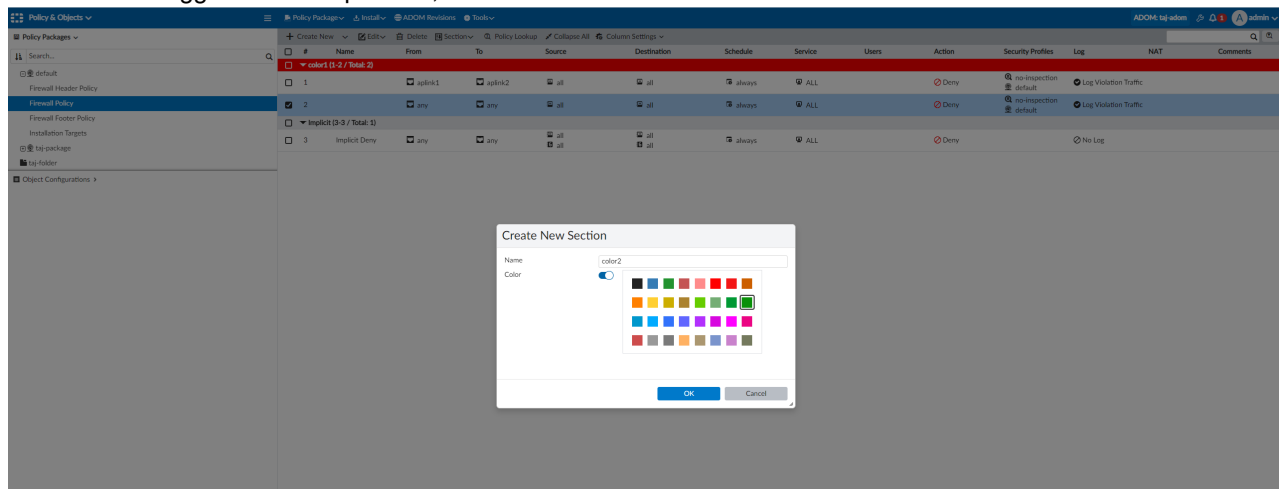 Policy & Objects
Policy Package Install ADOM Revisions Tools
ADOM: taj-adom 1 A admin
Policy Packages
Create New Edit Delete Section Policy Lookup Collapse All Column Settings
Search...
# Name From To Source Destination Schedule Service Users Action Security Profiles Log NAT Comments
color1 (1-2 / Total: 2)
default
Firewall Header Policy
1 aplink1 aplink2 all all always ALL Deny no-inspection default Log Violation Traffic
Firewall Policy
2 any any all all always ALL Deny no-inspection default Log Violation Traffic
Firewall Footer Policy
Implicit (3-3 / Total: 1)
Installation Targets
3 Implicit Deny any any all all all all always ALL Deny No Log
taj-package
taj-folder
Object Configurations >
Create New Section
Name color2
Color
OK Cancel